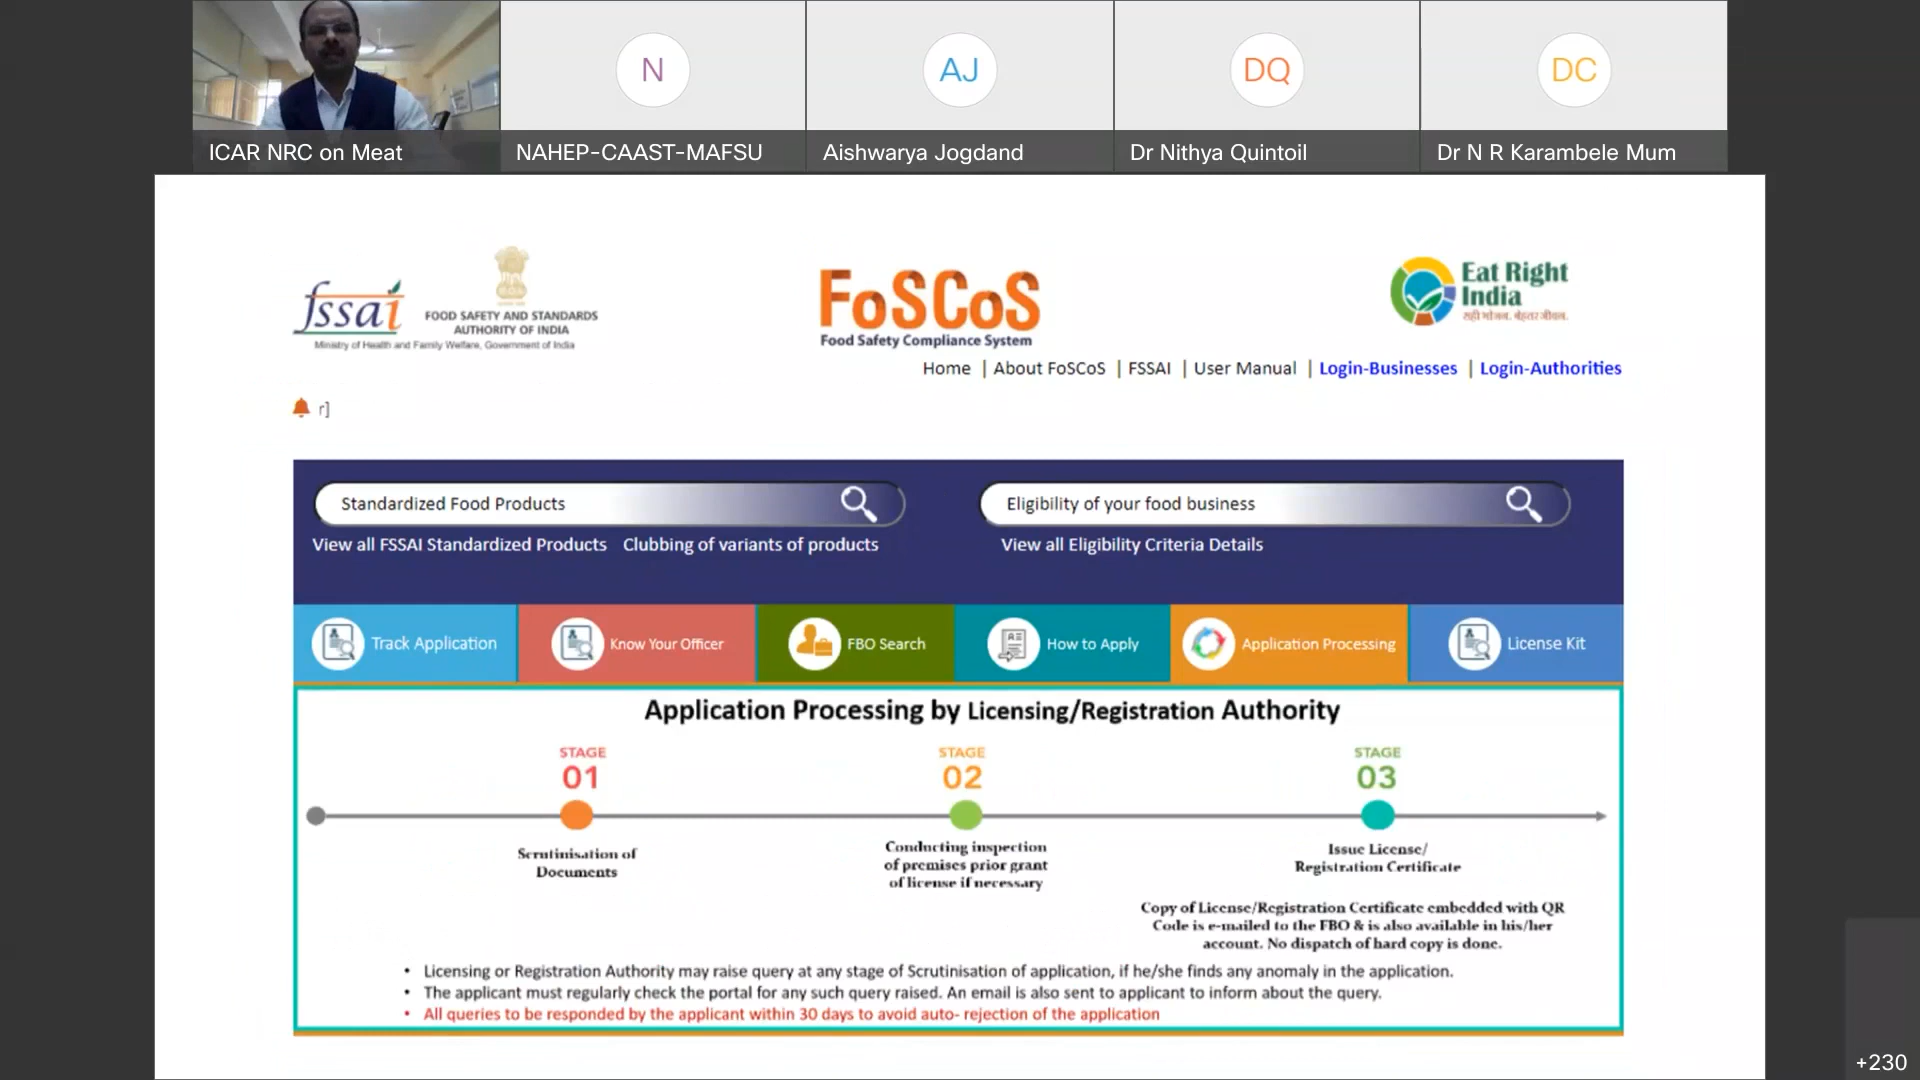 N
AJ
DQ
DC
ICAR NRC on Meat
NAHEP-CAAST-MAFSU
Aishwarya Jogdand
Dr Nithya Quintoil
Dr N R Karambele Mum
fssai
FOOD SAFETY AND STANDARDS
AUTHORITY OF INDIA
Ministry of Health and Family Welfare, Government of India
FoSCoS
Food Safety Compliance System
Eat Right
India
सही भोजन. बेहतर जीवन.
Home | About FoSCoS | FSSAI | User Manual | Login-Businesses | Login-Authorities
r]
Standardized Food Products
Eligibility of your food business
View all FSSAI Standardized Products Clubbing of variants of products
View all Eligibility Criteria Details
Track Application
Know Your Officer
FBO Search
How to Apply
Application Processing
License Kit
Application Processing by Licensing/Registration Authority
STAGE
01
STAGE
02
STAGE
03
Scrutinisation of
Documents
Conducting inspection
of premises prior grant
of license if necessary
Issue License/
Registration Certificate
Copy of License/Registration Certificate embedded with QR
Code is e-mailed to the FBO & is also available in his/her
account. No dispatch of hard copy is done.
• Licensing or Registration Authority may raise query at any stage of Scrutinisation of application, if he/she finds any anomaly in the application.
• The applicant must regularly check the portal for any such query raised. An email is also sent to applicant to inform about the query.
• All queries to be responded by the applicant within 30 days to avoid auto- rejection of the application
+230